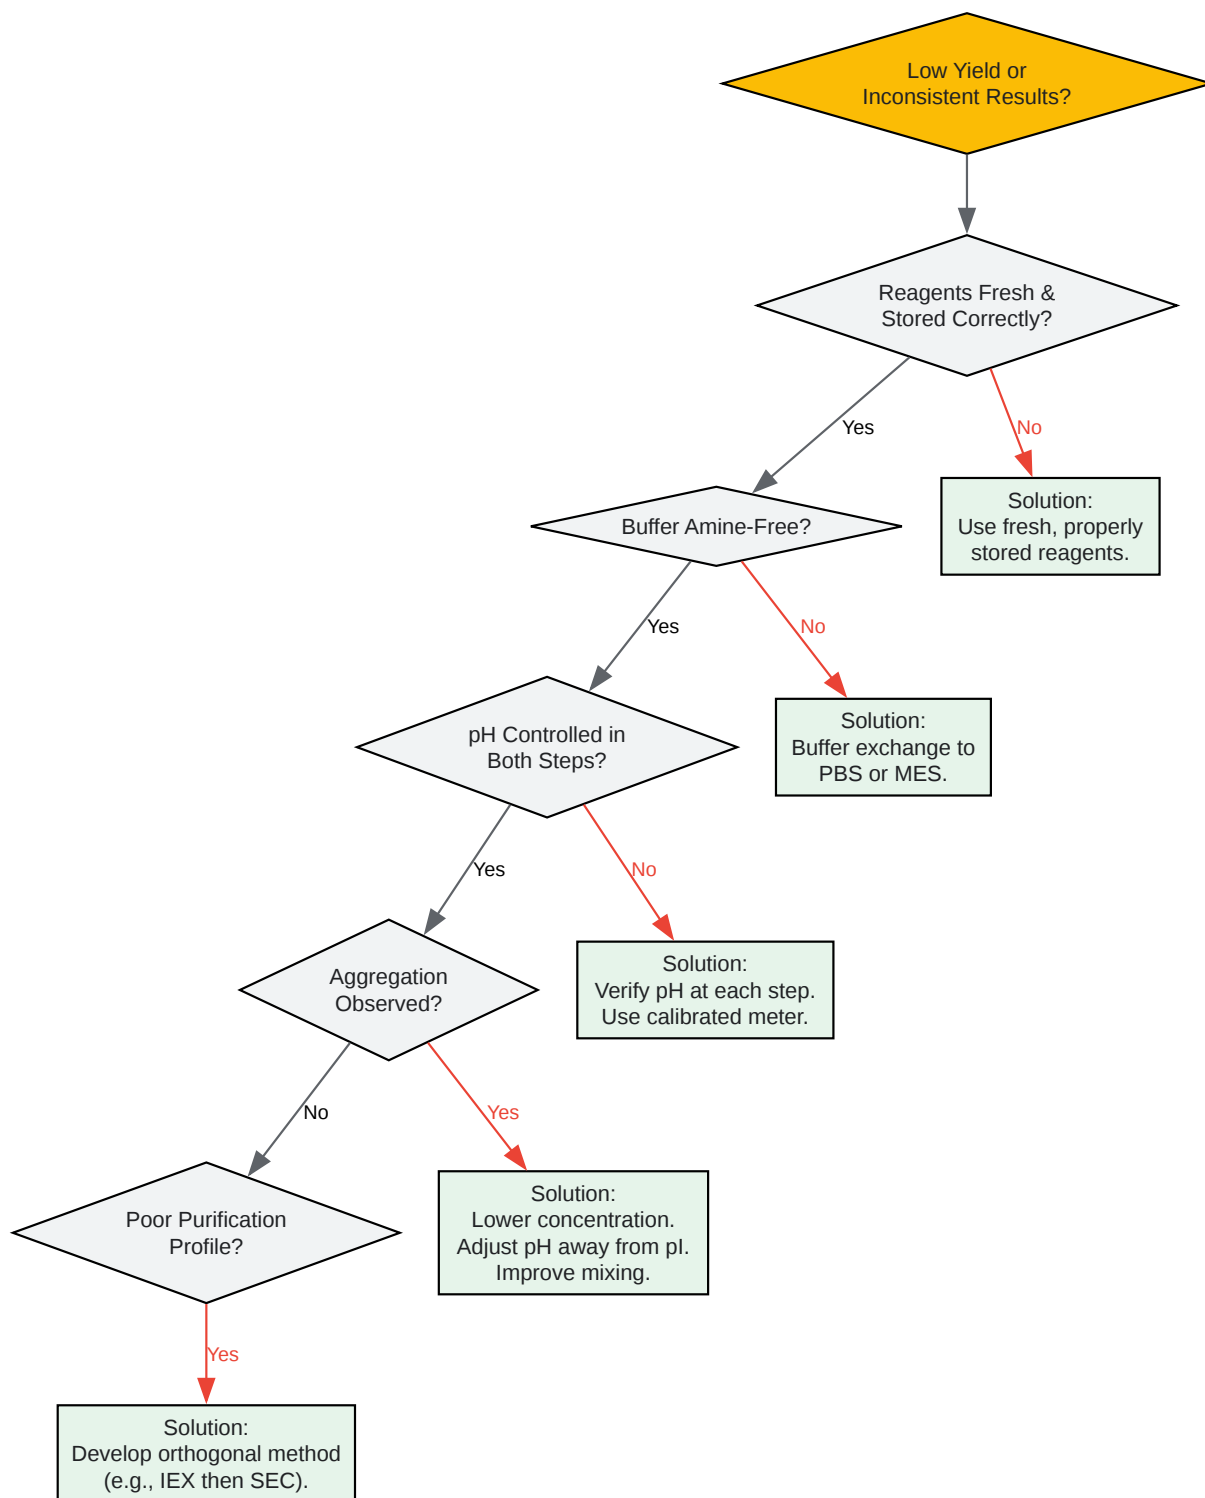 Low Yield or
Inconsistent Results?
Reagents Fresh &
Stored Correctly?
Yes
No
Buffer Amine-Free?
Solution:
Use fresh, properly
stored reagents.
Yes
No
pH Controlled in
Both Steps?
Solution:
Buffer exchange to
PBS or MES.
Yes
No
Aggregation
Observed?
Solution:
Verify pH at each step.
Use calibrated meter.
No
Yes
Poor Purification
Profile?
Solution:
Lower concentration.
Adjust pH away from pI.
Improve mixing.
Yes
Solution:
Develop orthogonal method
(e.g., IEX then SEC).